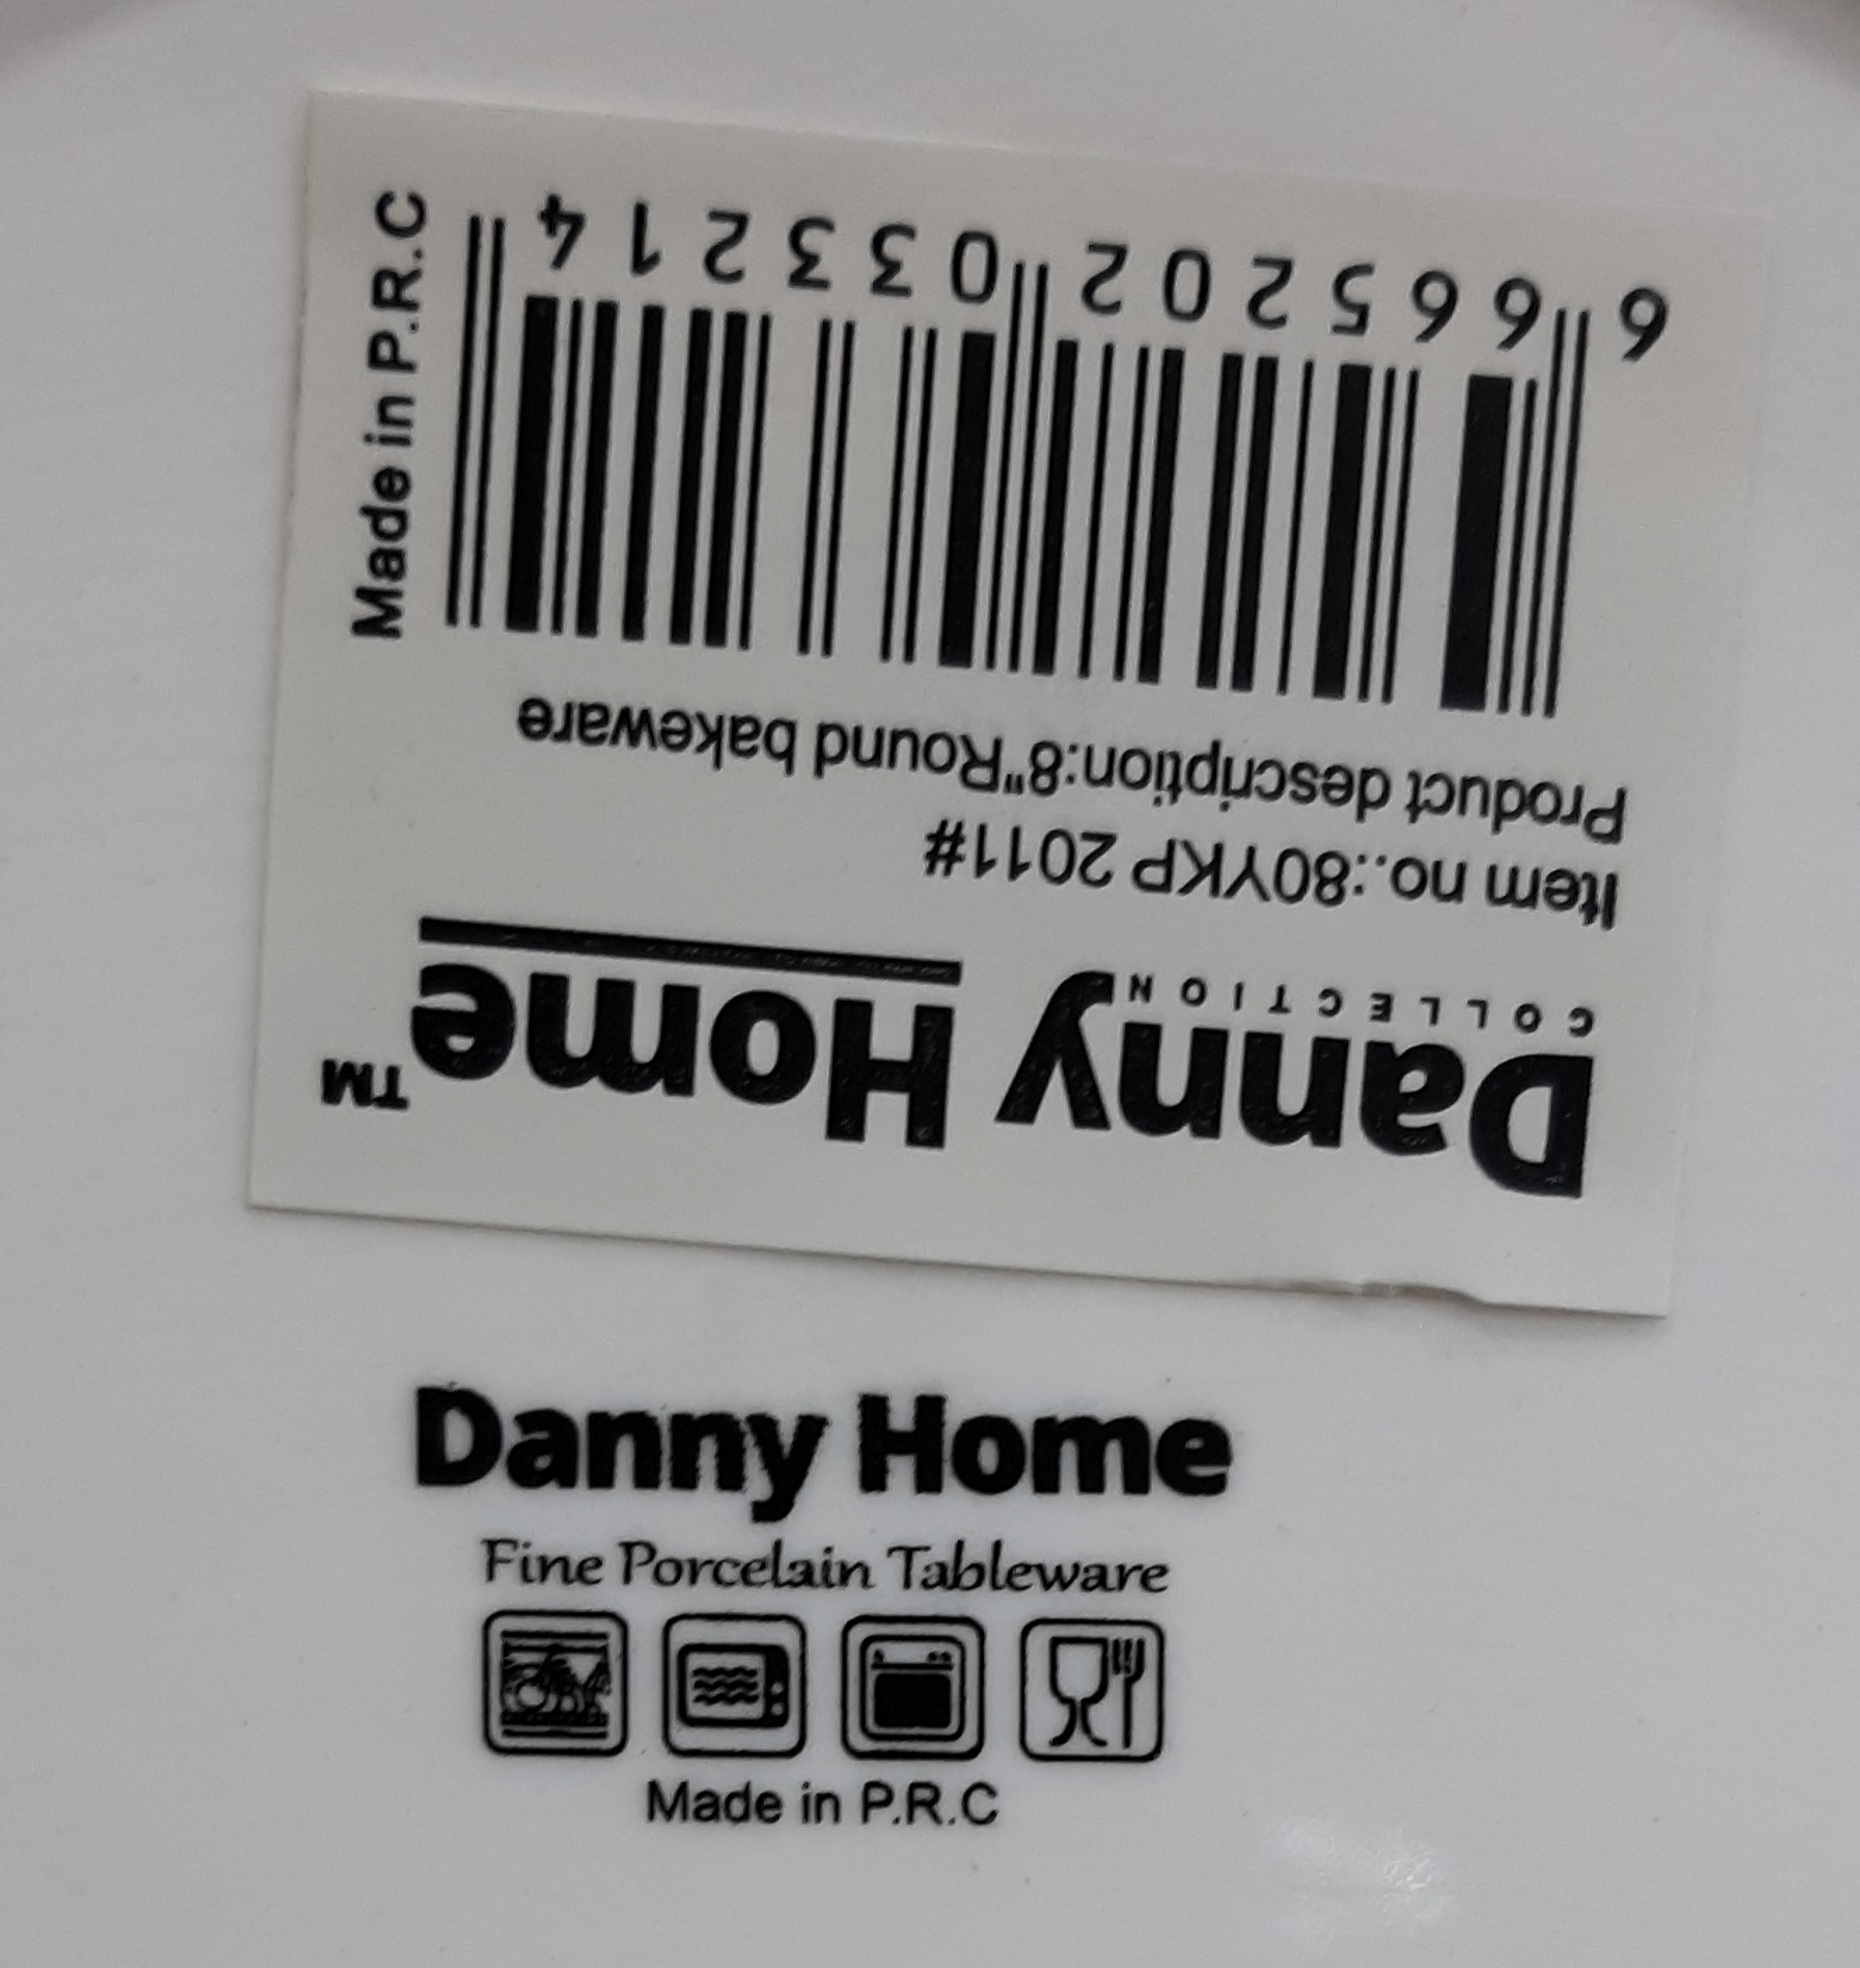 Danny Home™
COLLECTION
Item no.:80YKP 2011#
Product description:8"Round bakeware
6 665202 033214
Made in P.R.C
Danny Home
Fine Porcelain Tableware
Made in P.R.C